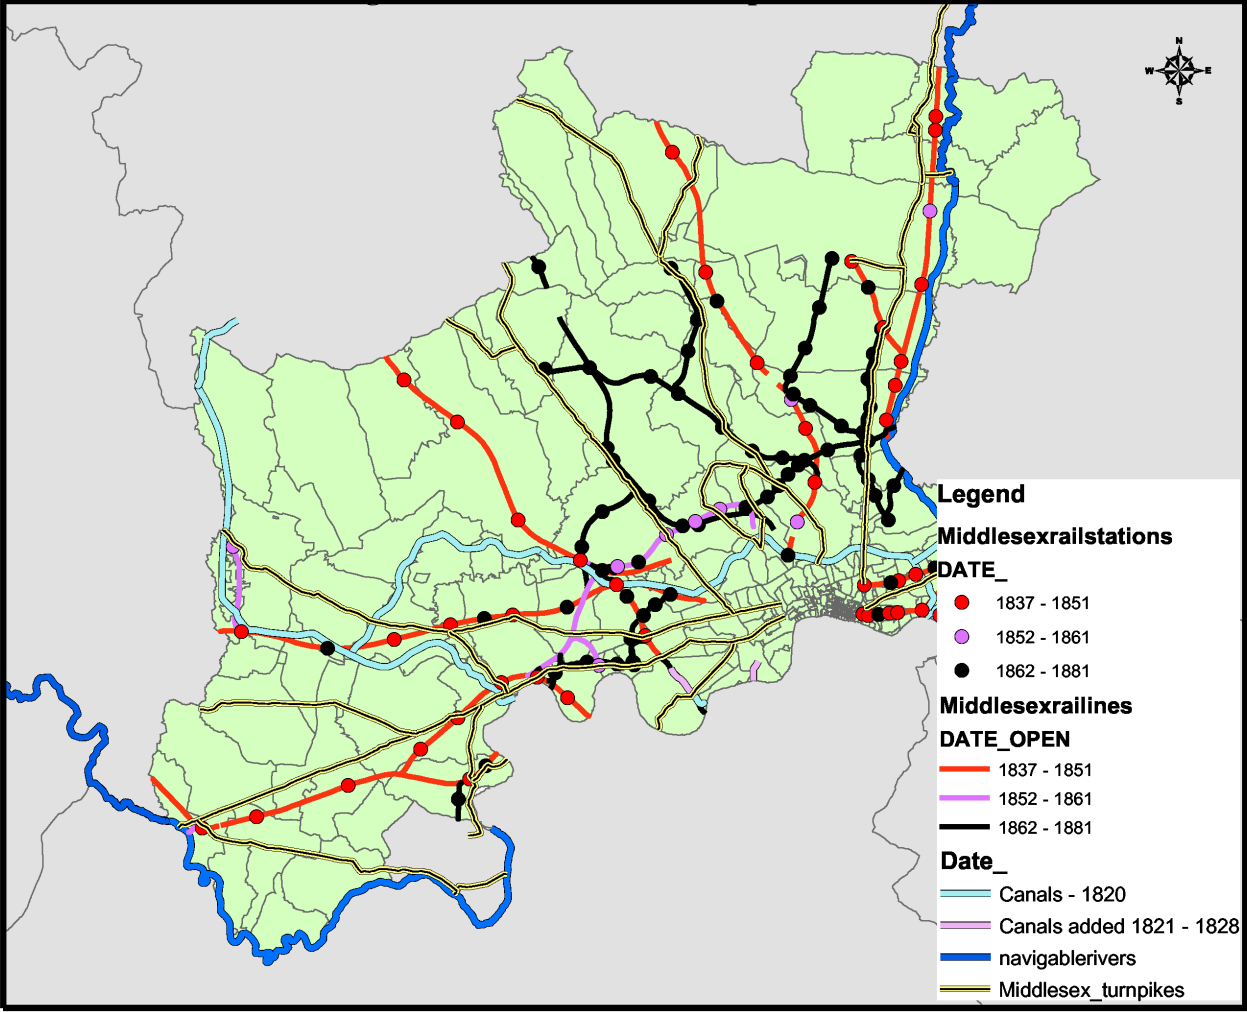 N
W E
S
Legend
Middlesexrailstations
DATE_
1837 - 1851
1852 - 1861
1862 - 1881
Middlesexraillines
DATE_OPEN
1837 - 1851
1852 - 1861
1862 - 1881
Date_
Canals - 1820
Canals added 1821 - 1828
navigablerivers
Middlesex_turnpikes